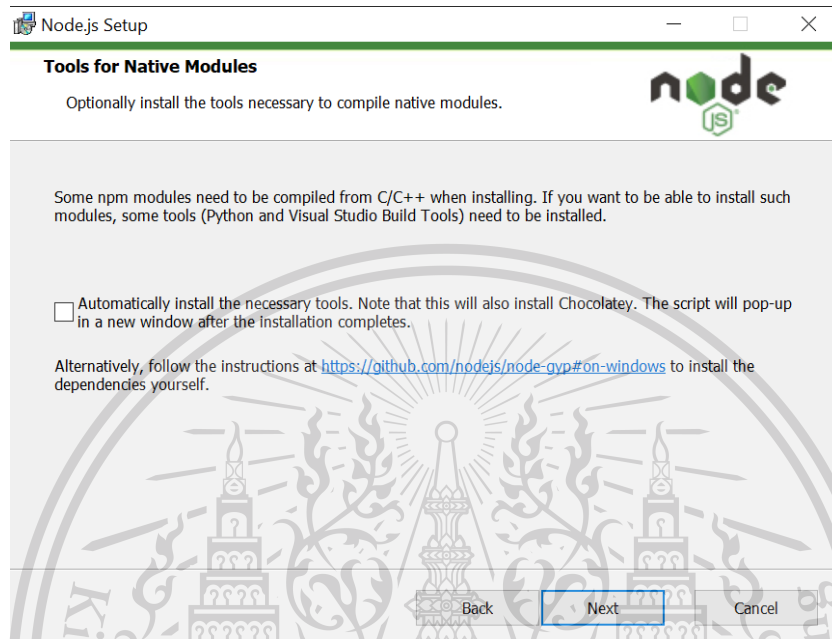 Node.js Setup
Tools for Native Modules
Optionally install the tools necessary to compile native modules.
node
JS
Some npm modules need to be compiled from C/C++ when installing. If you want to be able to install such
modules, some tools (Python and Visual Studio Build Tools) need to be installed.
Automatically install the necessary tools. Note that this will also install Chocolatey. The script will pop-up
in a new window after the installation completes.
Alternatively, follow the instructions at https://github.com/nodejs/node-gyp#on-windows to install the
dependencies yourself.
Back
Next
Cancel